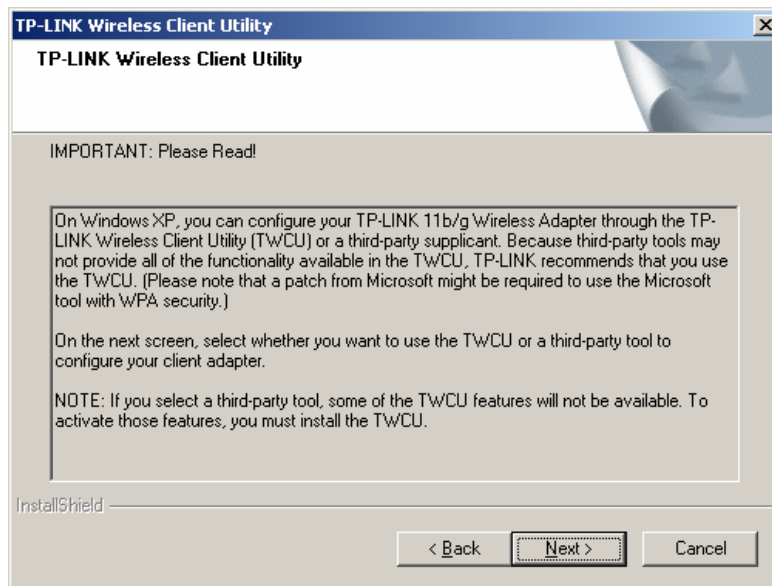 TP-LINK Wireless Client Utility
TP-LINK Wireless Client Utility
IMPORTANT: Please Read!
On Windows XP, you can configure your TP-LINK 11b/g Wireless Adapter through the TP-
LINK Wireless Client Utility (TWCU) or a third-party supplicant. Because third-party tools may
not provide all of the functionality available in the TWCU, TP-LINK recommends that you use
the TWCU. (Please note that a patch from Microsoft might be required to use the Microsoft
tool with WPA security.)
On the next screen, select whether you want to use the TWCU or a third-party tool to
configure your client adapter.
NOTE: If you select a third-party tool, some of the TWCU features will not be available. To
activate those features, you must install the TWCU.
InstallShield
< Back Next > Cancel